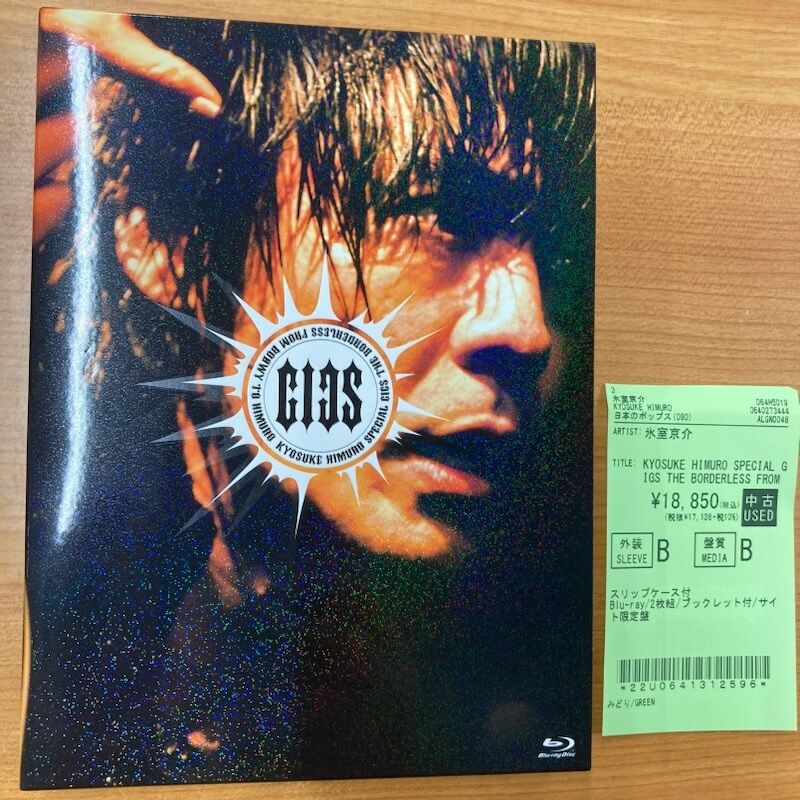 GIGS
KYOSUKE HIMURO SPECIAL GIGS THE BORDERLESS FROM BOØWY TO HIMURO
Blu-ray Disc
3
氷室京介
KYOSUKE HIMURO
日本のポップス(090)
064H5019
0640273444
ALGN0048
ARTIST: 氷室京介
TITLE: KYOSUKE HIMURO SPECIAL G
IGS THE BORDERLESS FROM
¥18,850(税込)
(税抜¥17,136+税10%)
中古
USED
外装
SLEEVE
B
盤質
MEDIA
B
スリップケース付
Blu-ray/2枚組/ブックレット付/サイ
ト限定盤
*22U0641312596*
みどり/GREEN